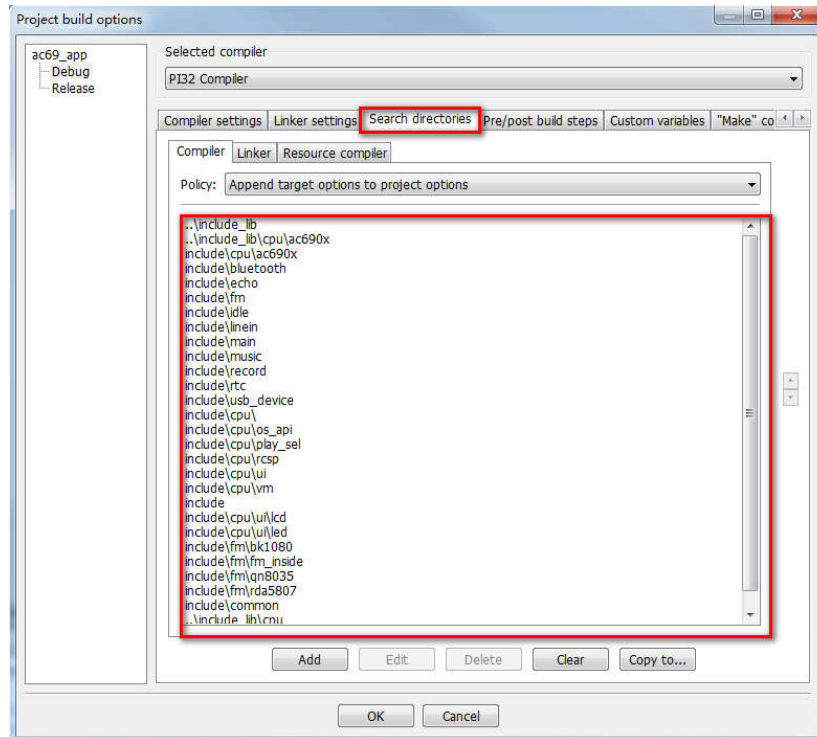 Project build options
ac69_app
Debug
Release
Selected compiler
PI32 Compiler
Compiler settings Linker settings Search directories Pre/post build steps Custom variables "Make" co
Compiler Linker Resource compiler
Policy: Append target options to project options
..\include_lib
..\include_lib\cpu\ac690x
include\cpu\ac690x
include\bluetooth
include\echo
include\fm
include\idle
include\linein
include\main
include\music
include\record
include\rtc
include\usb_device
include\cpu\
include\cpu\os_api
include\cpu\play_sel
include\cpu\rcsp
include\cpu\ui
include\cpu\vm
include
include\cpu\ui\lcd
include\cpu\ui\led
include\fm\bk1080
include\fm\fm_inside
include\fm\qn8035
include\fm\rda5807
include\common
..\include_lib\cpu
Add Edit Delete Clear Copy to...
OK Cancel